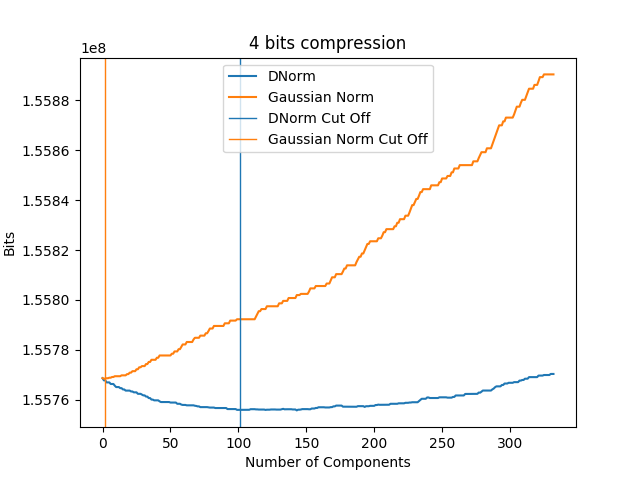 4 bits compression
1e8
DNorm
Gaussian Norm
DNorm Cut Off
Gaussian Norm Cut Off
1.5588
1.5586
1.5584
1.5582
1.5580
1.5578
1.5576
Bits
0 50 100 150 200 250 300
Number of Components